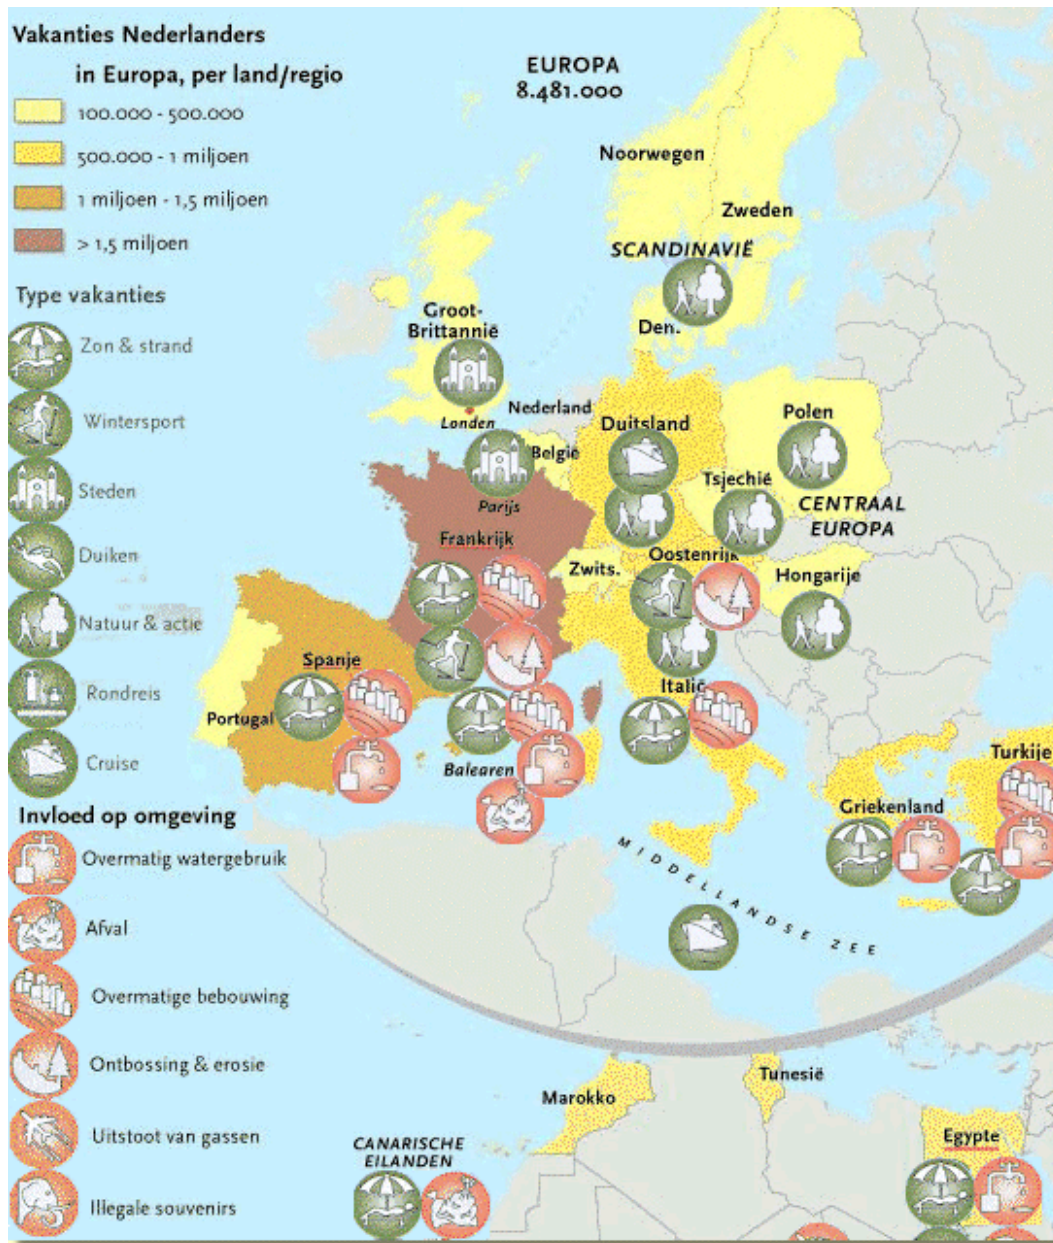 Vakanties Nederlanders
in Europa, per land/regio
100.000 - 500.000
500.000 - 1 miljoen
1 miljoen - 1,5 miljoen
> 1,5 miljoen
Type vakanties
Zon & strand
Wintersport
Steden
Duiken
Natuur & actie
Rondreis
Cruise
Invloed op omgeving
Overmatig watergebruik
Afval
Overmatige bebouwing
Ontbossing & erosie
Uitstoot van gassen
Illegale souvenirs
EUROPA
8.481.000
Noorwegen
Zweden
SCANDINAVIË
Groot-
Brittannië
Den.
Londen
Nederland
België
Duitsland
Polen
Tsjechië
CENTRAAL
EUROPA
Parijs
Frankrijk
Zwits.
Oostenrijk
Hongarije
Spanje
Portugal
Italië
Balearen
Turkije
Griekenland
MIDDELLANDSE ZEE
Marokko
Tunesië
CANARISCHE
EILANDEN
Egypte